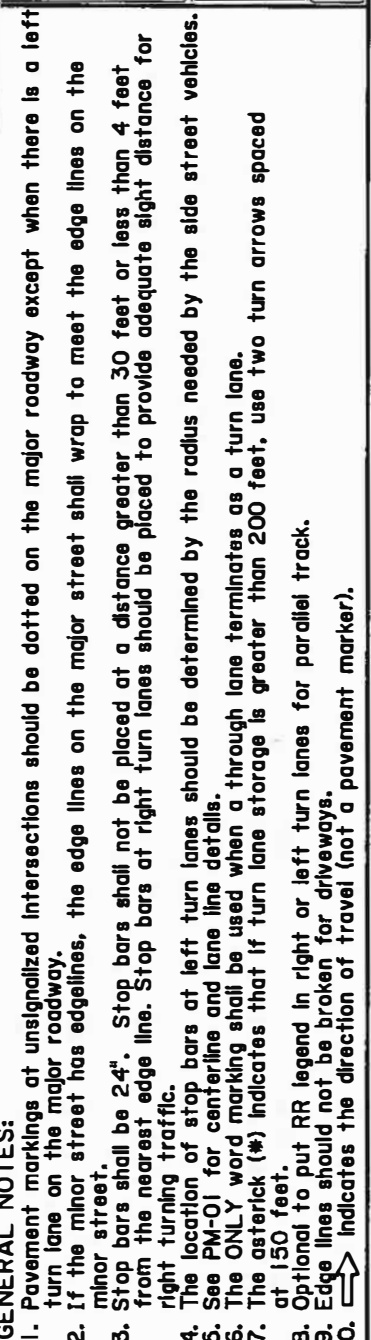 GENERAL NOTES:
1. Pavement markings at unsignalized intersections should be dotted on the major roadway except when there is a left
turn lane on the major roadway.
2. If the minor street has edgelines, the edge lines on the major street shall wrap to meet the edge lines on the
minor street.
3. Stop bars shall be 24". Stop bars shall not be placed at a distance greater than 30 feet or less than 4 feet
from the nearest edge line. Stop bars at right turn lanes should be placed to provide adequate sight distance for
right turning traffic.
4. The location of stop bars at left turn lanes should be determined by the radius needed by the side street vehicles.
5. See PM-01 for centerline and lane line details.
6. The ONLY word marking shall be used when a through lane terminates as a turn lane.
7. The asterick (*) indicates that if turn lane storage is greater than 200 feet, use two turn arrows spaced
at 150 feet.
8. Optional to put RR legend in right or left turn lanes for parallel track.
9. Edge lines should not be broken for driveways.
0. indicates the direction of travel (not a pavement marker).